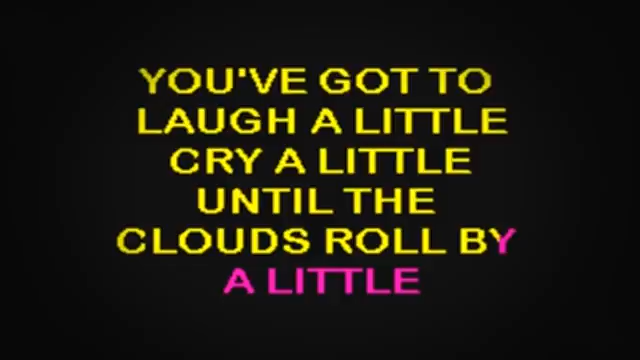 YOU'VE GOT TO
LAUGH A LITTLE
CRY A LITTLE
UNTIL THE
CLOUDS ROLL BY
A LITTLE